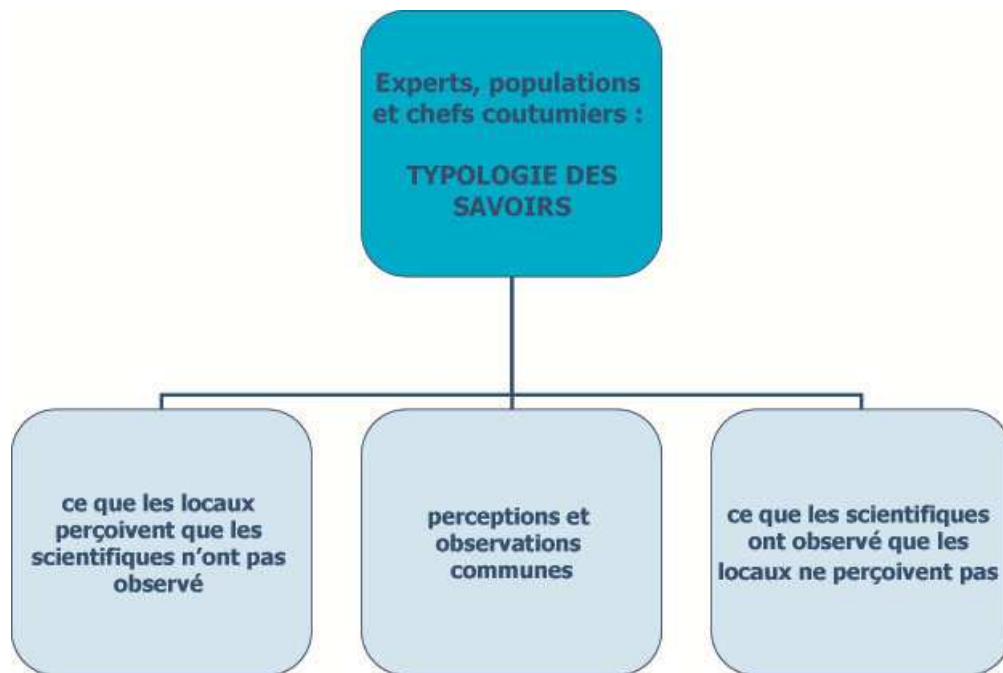 Experts, populations
et chefs coutumiers :
TYPOLOGIE DES
SAVOIRS
ce que les locaux
perçoivent que les
scientifiques n’ont pas
observé
perceptions et
observations
communes
ce que les scientifiques
ont observé que les
locaux ne perçoivent pas